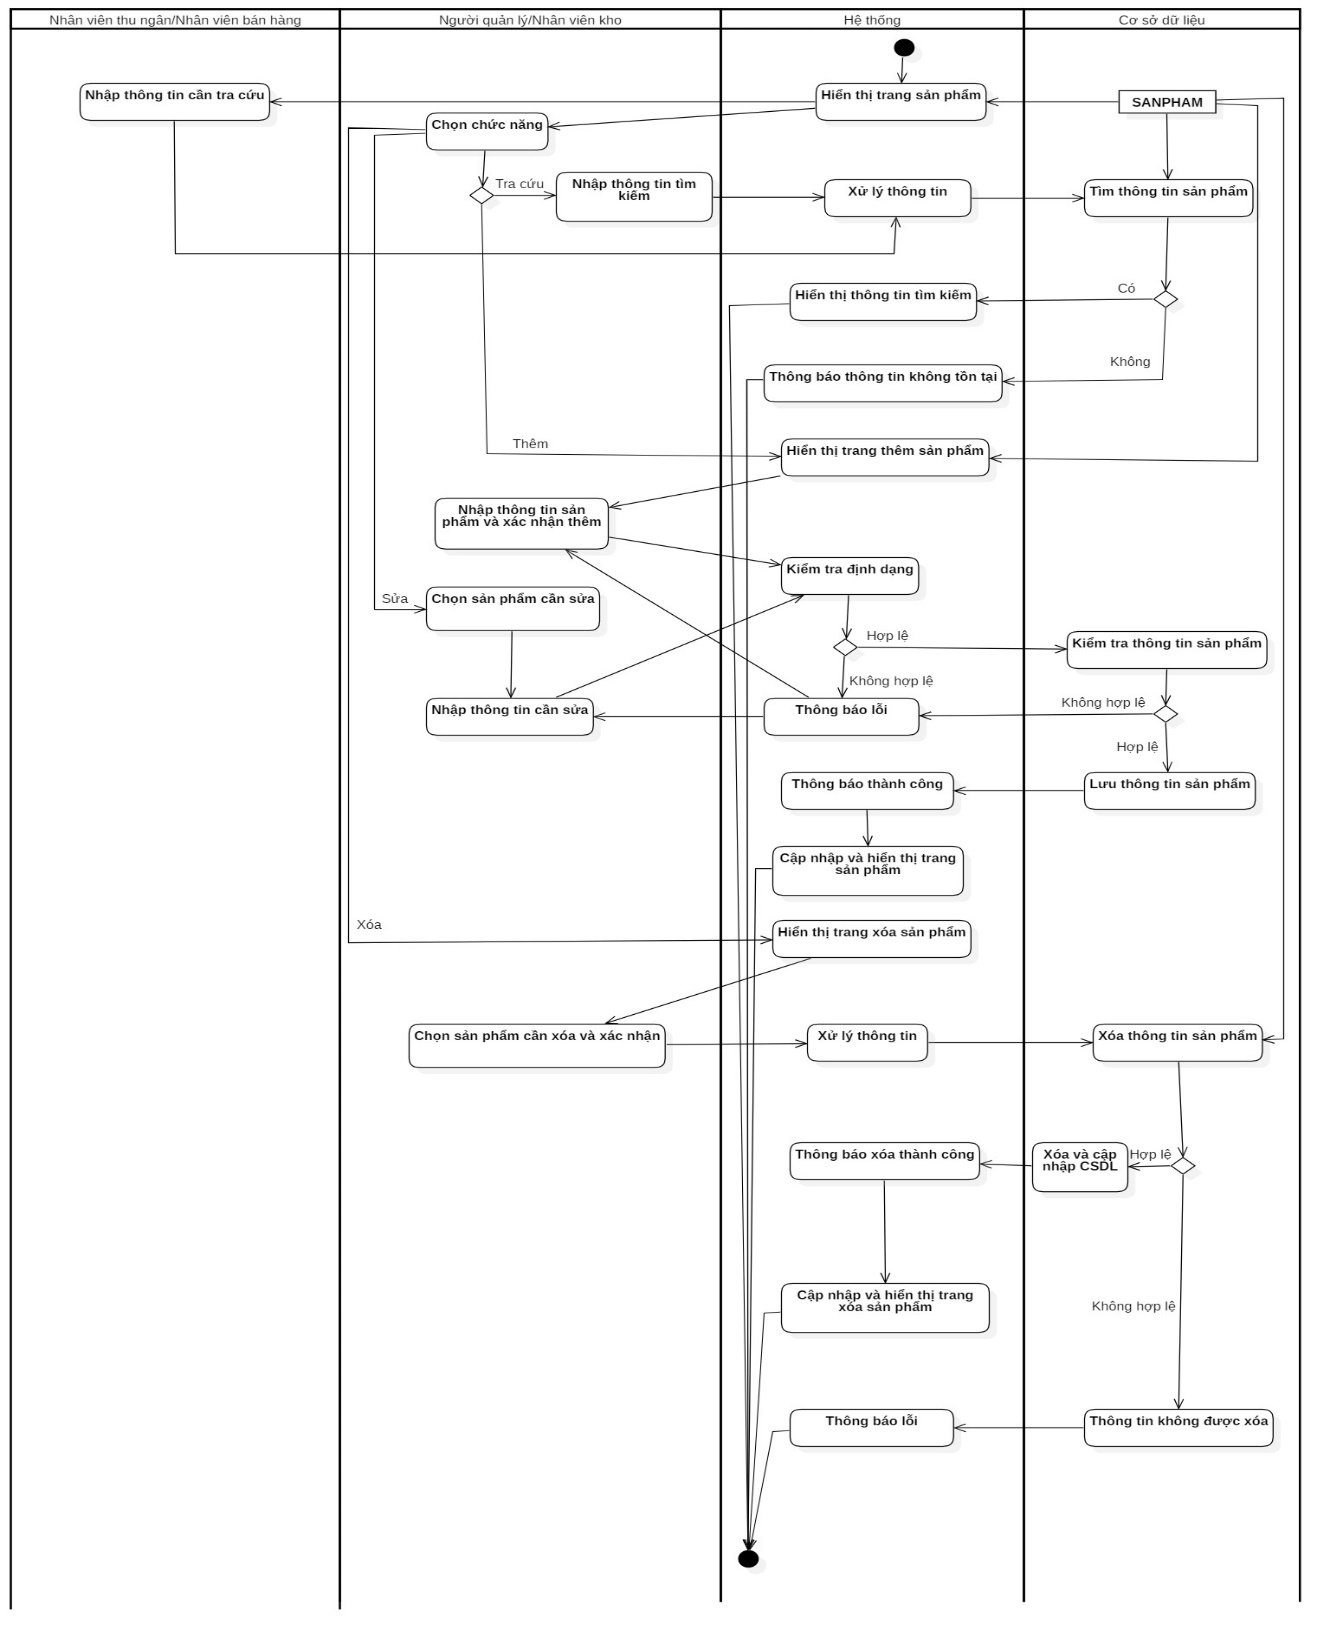 Nhân viên thu ngân/Nhân viên bán hàng
Người quản lý/Nhân viên kho
Hệ thống
Cơ sở dữ liệu
Nhập thông tin cần tra cứu
Hiển thị trang sản phẩm
SANPHAM
Chọn chức năng
Tra cứu
Nhập thông tin tìm
kiếm
Xử lý thông tin
Tìm thông tin sản phẩm
Có
Hiển thị thông tin tìm kiếm
Không
Thông báo thông tin không tồn tại
Thêm
Hiển thị trang thêm sản phẩm
Nhập thông tin sản
phẩm và xác nhận thêm
Kiểm tra định dạng
Sửa
Chọn sản phẩm cần sửa
Hợp lệ
Kiểm tra thông tin sản phẩm
Không hợp lệ
Không hợp lệ
Nhập thông tin cần sửa
Thông báo lỗi
Hợp lệ
Thông báo thành công
Lưu thông tin sản phẩm
Cập nhập và hiển thị trang
sản phẩm
Xóa
Hiển thị trang xóa sản phẩm
Chọn sản phẩm cần xóa và xác nhận
Xử lý thông tin
Xóa thông tin sản phẩm
Thông báo xóa thành công
Xóa và cập
nhập CSDL
Hợp lệ
Cập nhập và hiển thị trang
xóa sản phẩm
Không hợp lệ
Thông báo lỗi
Thông tin không được xóa